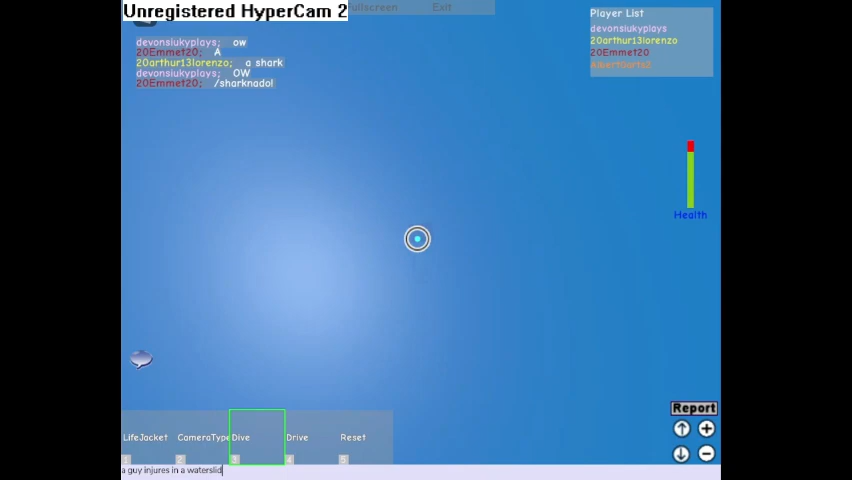 Unregistered HyperCam 2
Fullscreen
Exit
devonsiukyplays; ow
20Emmet20; A
20arthur13lorenzo; a shark
devonsiukyplays; OW
20Emmet20; /sharknado!
Player List
devonsiukyplays
20arthur13lorenzo
20Emmet20
Health
Report
LifeJacket
CameraType
Dive
Drive
Reset
1
2
3
4
5
a guy injures in a waterslid